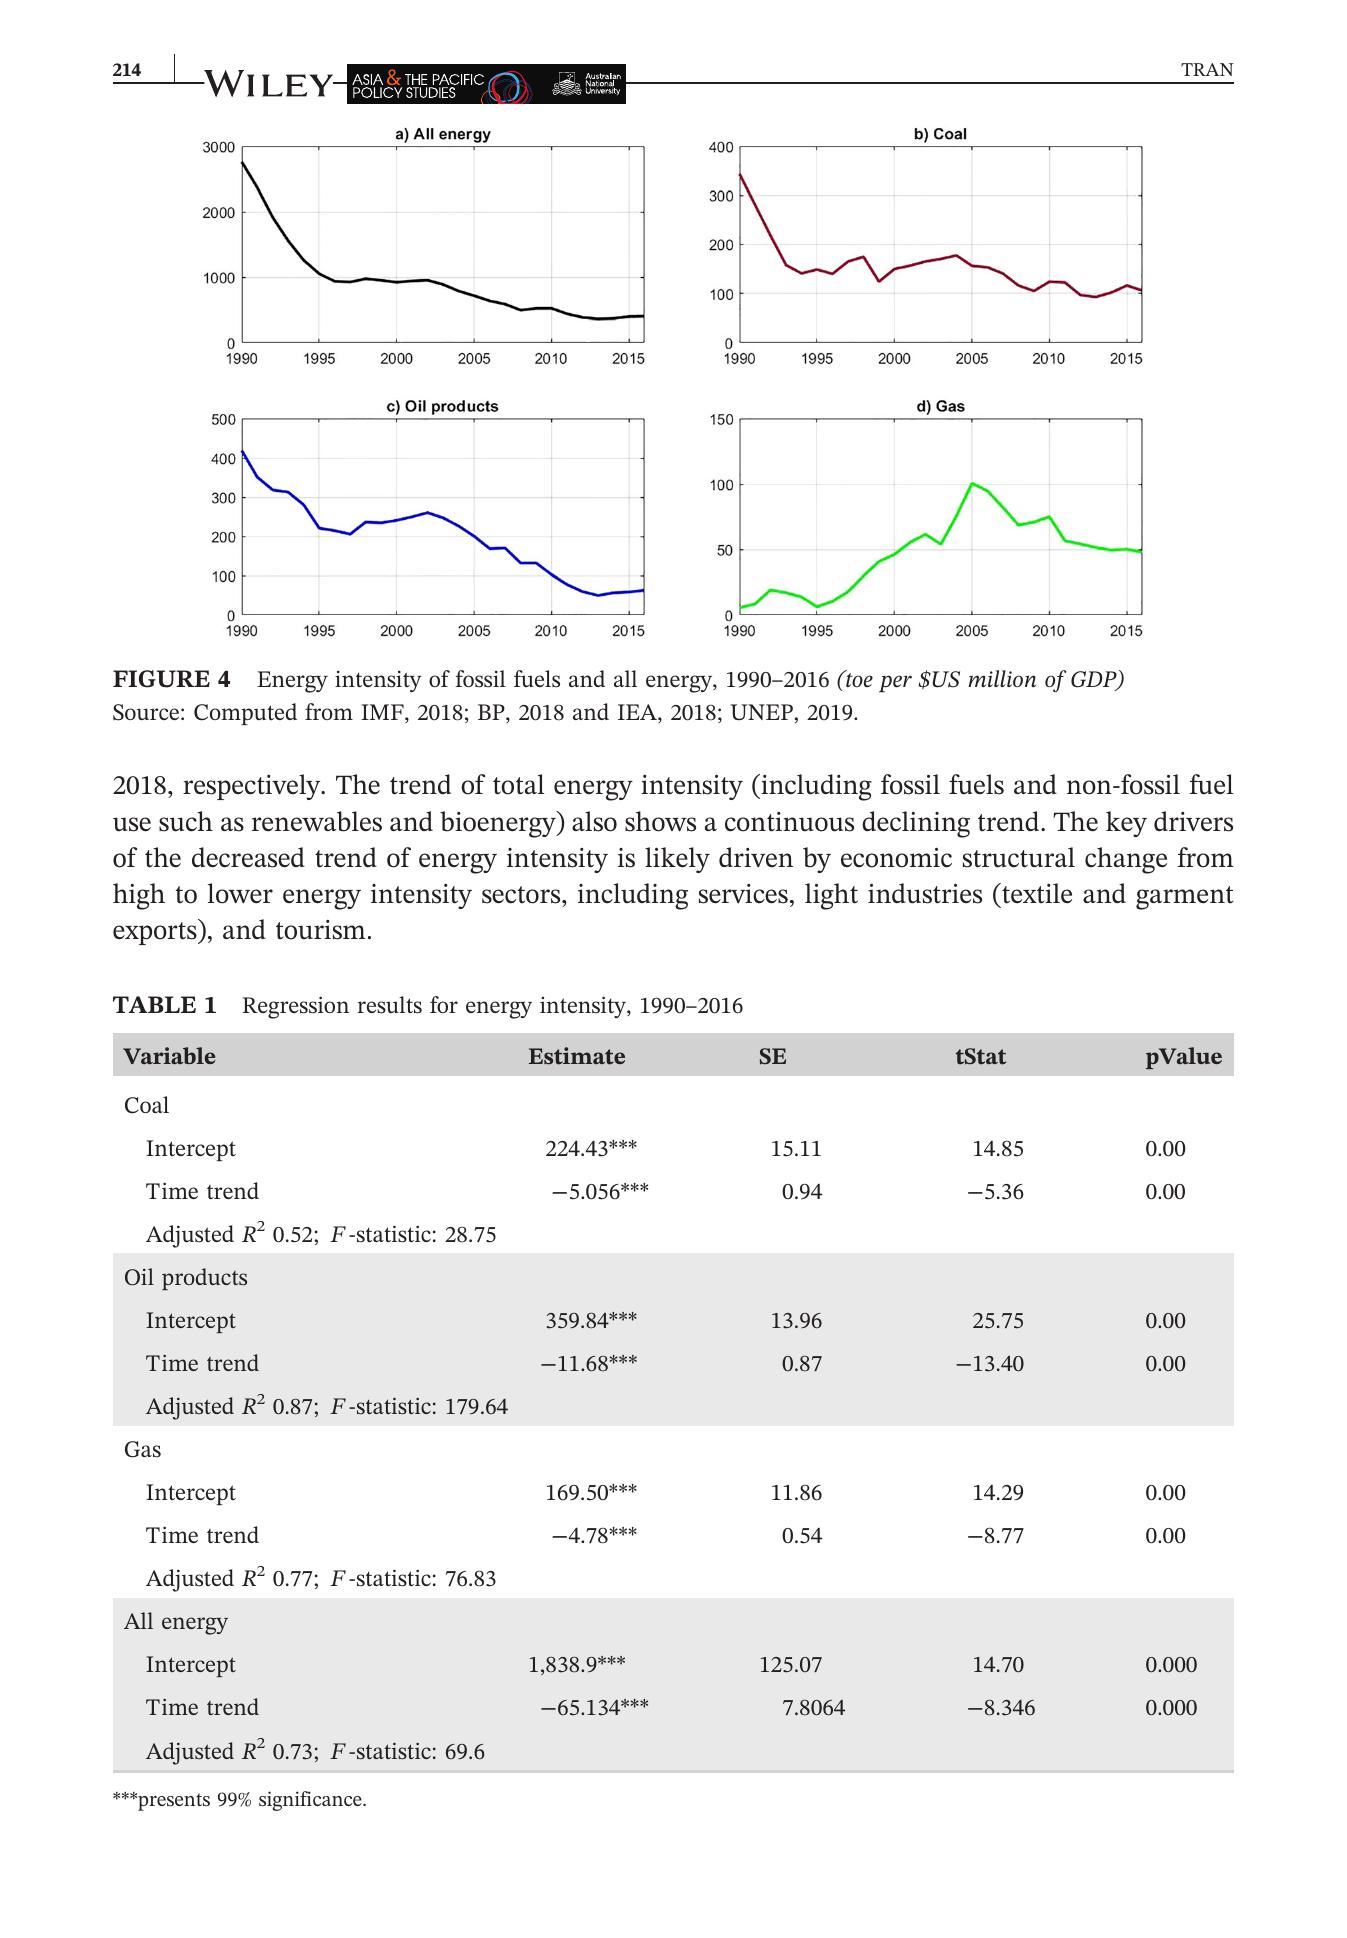 214
WILEY
ASIA & THE PACIFIC
POLICY STUDIES
Australian
National
University
TRAN
a) All energy
3000
2000
1000
0
1990 1995 2000 2005 2010 2015
b) Coal
400
300
200
100
0
1990 1995 2000 2005 2010 2015
c) Oil products
500
400
300
200
100
0
1990 1995 2000 2005 2010 2015
d) Gas
150
100
50
0
1990 1995 2000 2005 2010 2015
FIGURE 4 Energy intensity of fossil fuels and all energy, 1990–2016 (toe per $US million of GDP)
Source: Computed from IMF, 2018; BP, 2018 and IEA, 2018; UNEP, 2019.
2018, respectively. The trend of total energy intensity (including fossil fuels and non-fossil fuel
use such as renewables and bioenergy) also shows a continuous declining trend. The key drivers
of the decreased trend of energy intensity is likely driven by economic structural change from
high to lower energy intensity sectors, including services, light industries (textile and garment
exports), and tourism.
TABLE 1 Regression results for energy intensity, 1990–2016
Variable Estimate SE tStat pValue
Coal
Intercept 224.43*** 15.11 14.85 0.00
Time trend −5.056*** 0.94 −5.36 0.00
Adjusted R² 0.52; F-statistic: 28.75
Oil products
Intercept 359.84*** 13.96 25.75 0.00
Time trend −11.68*** 0.87 −13.40 0.00
Adjusted R² 0.87; F-statistic: 179.64
Gas
Intercept 169.50*** 11.86 14.29 0.00
Time trend −4.78*** 0.54 −8.77 0.00
Adjusted R² 0.77; F-statistic: 76.83
All energy
Intercept 1,838.9*** 125.07 14.70 0.000
Time trend −65.134*** 7.8064 −8.346 0.000
Adjusted R² 0.73; F-statistic: 69.6
***presents 99% significance.